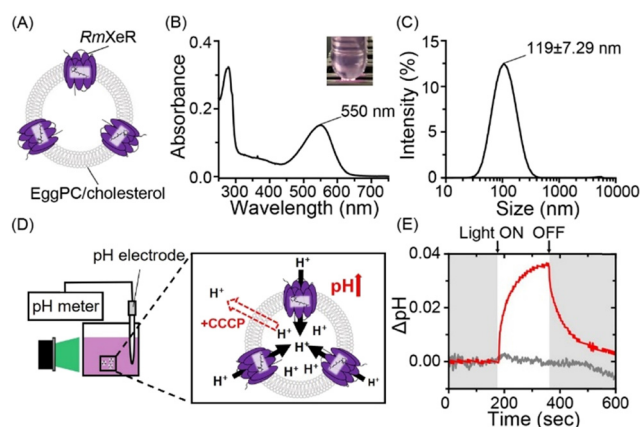 (A)
RmXeR
EggPC/cholesterol
(B)
Absorbance
0.4
0.2
0.0
550 nm
300 400 500 600 700
Wavelength (nm)
(C)
Intensity (%)
15
10
5
0
119±7.29 nm
10 100 1000 10000
Size (nm)
(D)
pH electrode
pH meter
H+
pH
H+
+CCCP
H+
H+
H+
H+
H+
H+
H+
H+
H+
(E)
Light ON OFF
ΔpH
0.04
0.02
0.00
0 200 400 600
Time (sec)